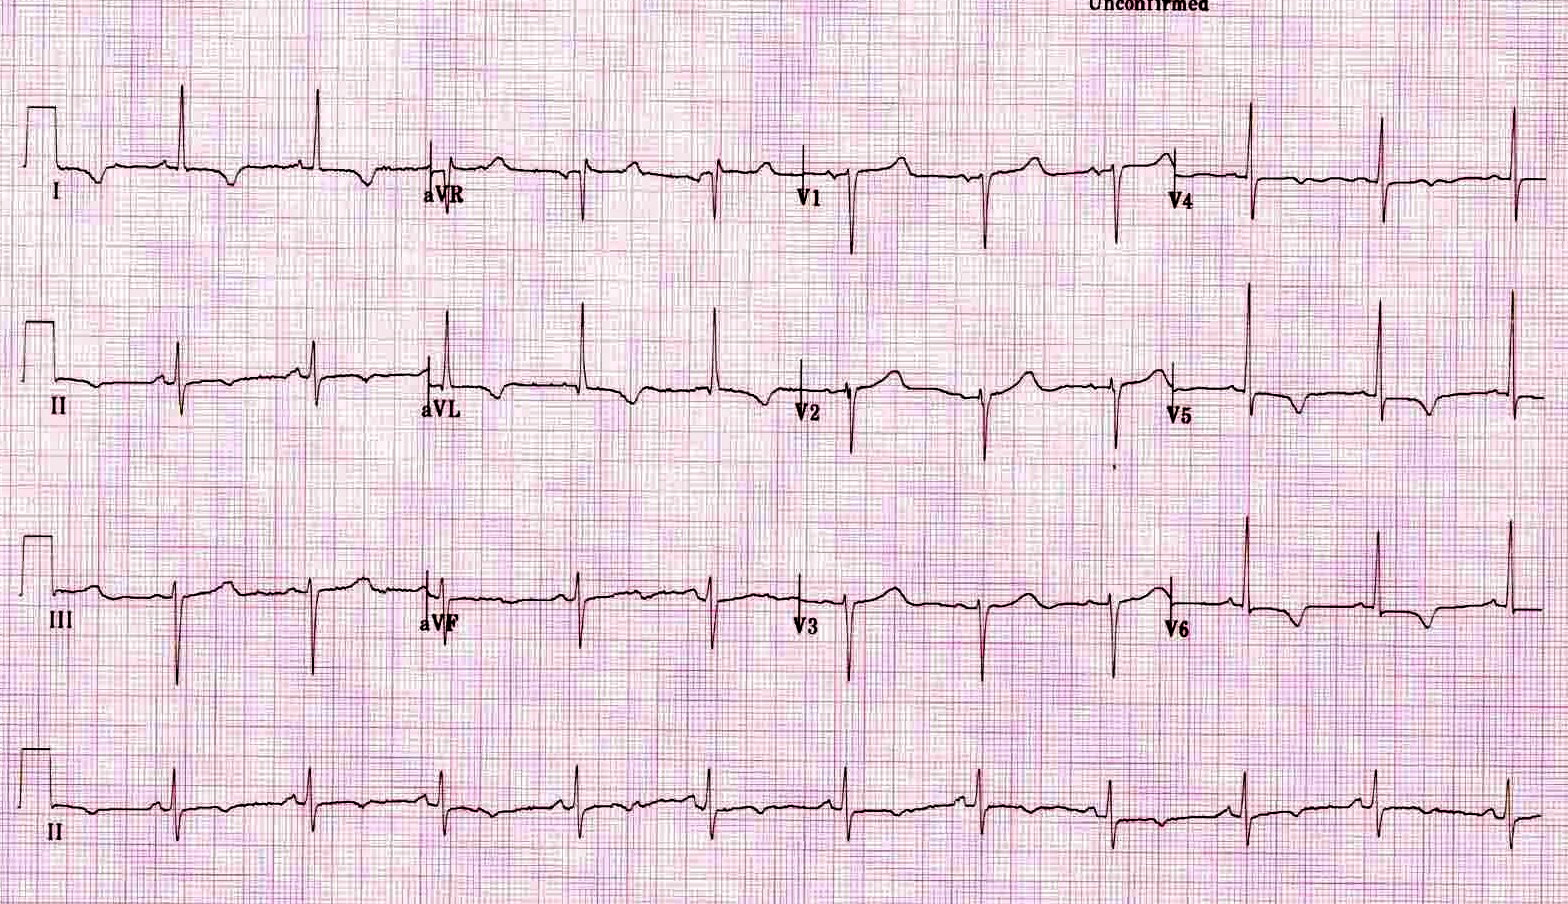 Unconfirmed
I aVR V1 V4
II aVL V2 V5
III aVF V3 V6
II